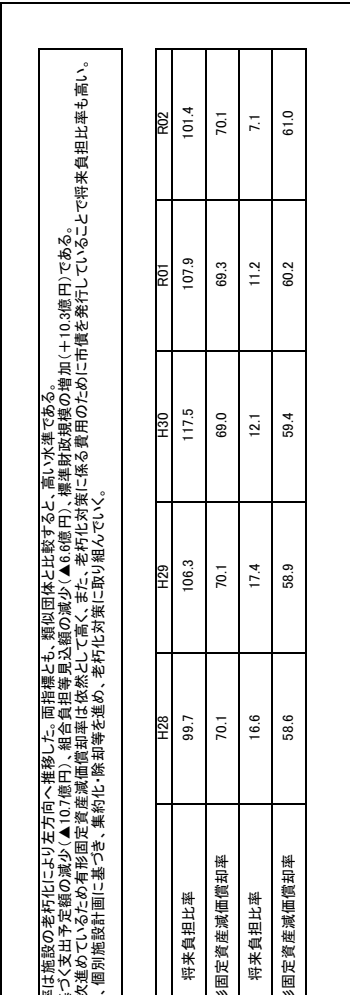 率は施設の老朽化により左方向へ推移した。両指標とも、類似団体と比較すると、高い水準である。
づく支出予定額の減少(▲10.7億円)、組合負担等見込額の減少(▲6.6億円)、標準財政規模の増加(+10.3億円)である。
次進めているため有形固定資産減価償却率は依然として高く、また、老朽化対策に係る費用のために市債を発行していることで将来負担比率も高い。
、個別施設計画に基づき、集約化・除却等を進め、老朽化対策に取り組んでいく。
H28 H29 H30 R01 R02
将来負担比率 99.7 106.3 117.5 107.9 101.4
形固定資産減価償却率 70.1 70.1 69.0 69.3 70.1
将来負担比率 16.6 17.4 12.1 11.2 7.1
形固定資産減価償却率 58.6 58.9 59.4 60.2 61.0